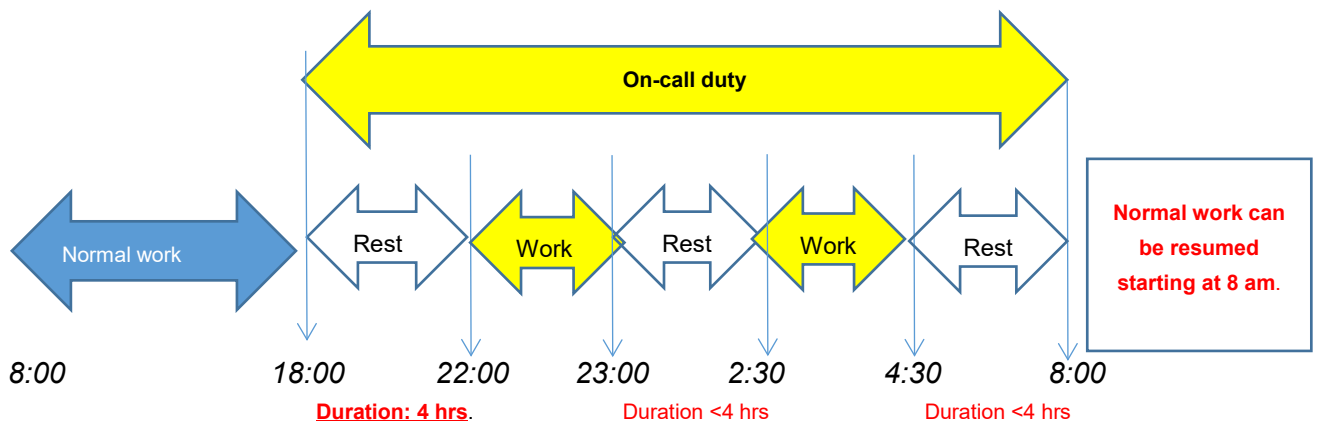 On-call duty
Normal work
Rest
Work
Rest
Work
Rest
Normal work can
be resumed
starting at 8 am.
8:00
18:00
22:00
23:00
2:30
4:30
8:00
Duration: 4 hrs.
Duration <4 hrs
Duration <4 hrs